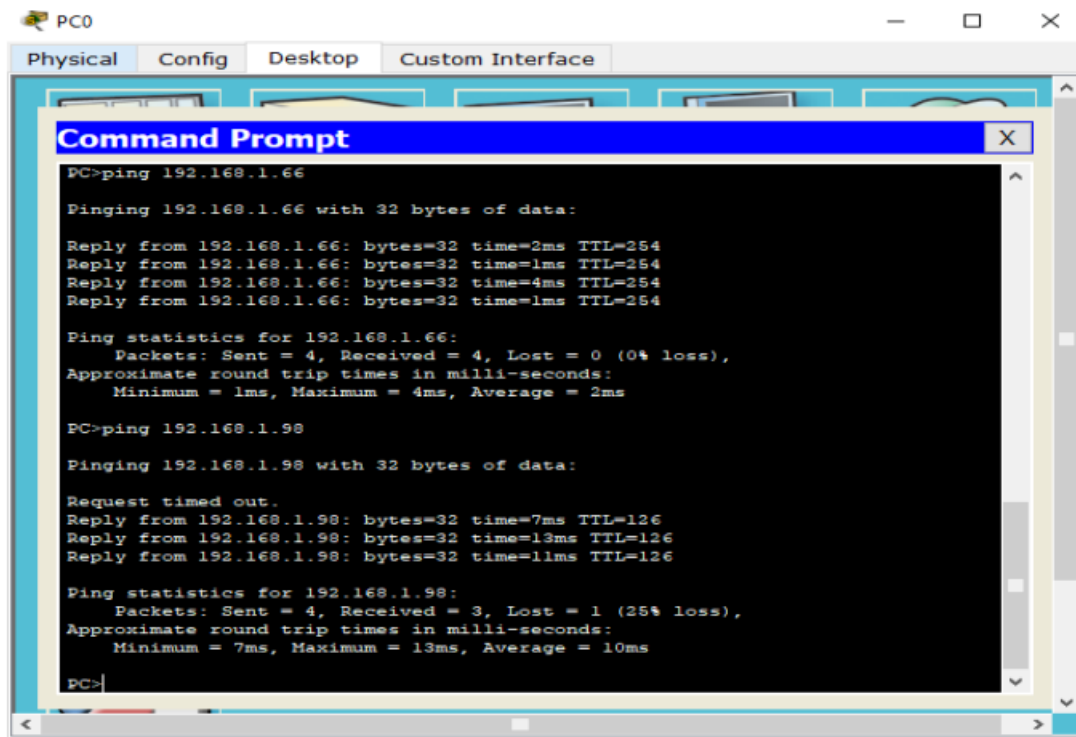 PC0
Physical Config Desktop Custom Interface
Command Prompt X
PC>ping 192.168.1.66
Pinging 192.168.1.66 with 32 bytes of data:
Reply from 192.168.1.66: bytes=32 time=2ms TTL=254
Reply from 192.168.1.66: bytes=32 time=1ms TTL=254
Reply from 192.168.1.66: bytes=32 time=4ms TTL=254
Reply from 192.168.1.66: bytes=32 time=1ms TTL=254
Ping statistics for 192.168.1.66:
Packets: Sent = 4, Received = 4, Lost = 0 (0% loss),
Approximate round trip times in milli-seconds:
Minimum = 1ms, Maximum = 4ms, Average = 2ms
PC>ping 192.168.1.98
Pinging 192.168.1.98 with 32 bytes of data:
Request timed out.
Reply from 192.168.1.98: bytes=32 time=7ms TTL=126
Reply from 192.168.1.98: bytes=32 time=13ms TTL=126
Reply from 192.168.1.98: bytes=32 time=11ms TTL=126
Ping statistics for 192.168.1.98:
Packets: Sent = 4, Received = 3, Lost = 1 (25% loss),
Approximate round trip times in milli-seconds:
Minimum = 7ms, Maximum = 13ms, Average = 10ms
PC>